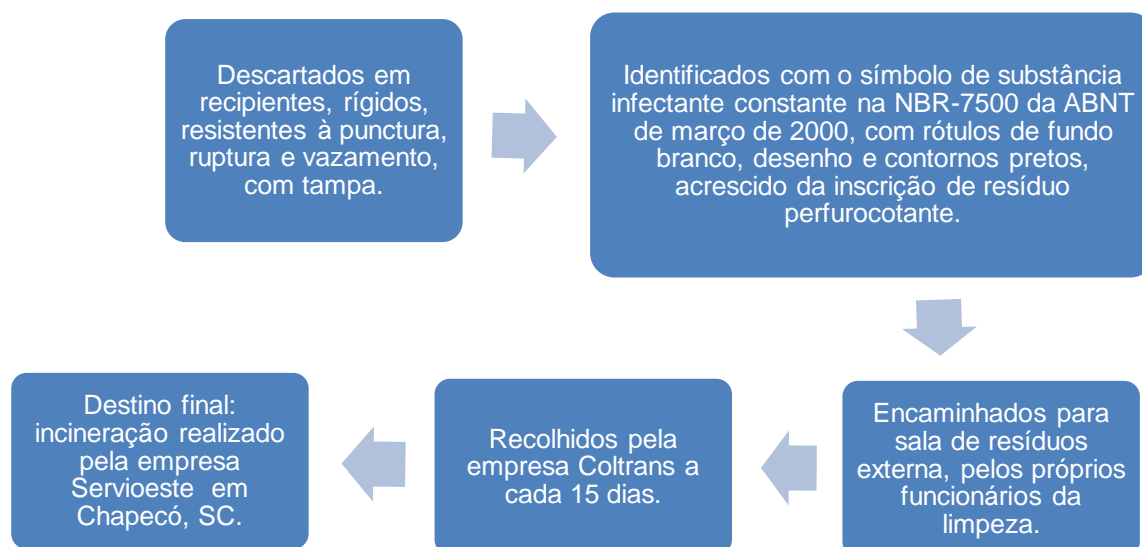 Descartados em
recipientes, rígidos,
resistentes à punctura,
ruptura e vazamento,
com tampa.
Identificados com o símbolo de substância
infectante constante na NBR-7500 da ABNT
de março de 2000, com rótulos de fundo
branco, desenho e contornos pretos,
acrescido da inscrição de resíduo
perfurocotante.
Encaminhados para
sala de resíduos
externa, pelos próprios
funcionários da
limpeza.
Recolhidos pela
empresa Coltrans a
cada 15 dias.
Destino final:
incineração realizado
pela empresa
Servioeste em
Chapecó, SC.